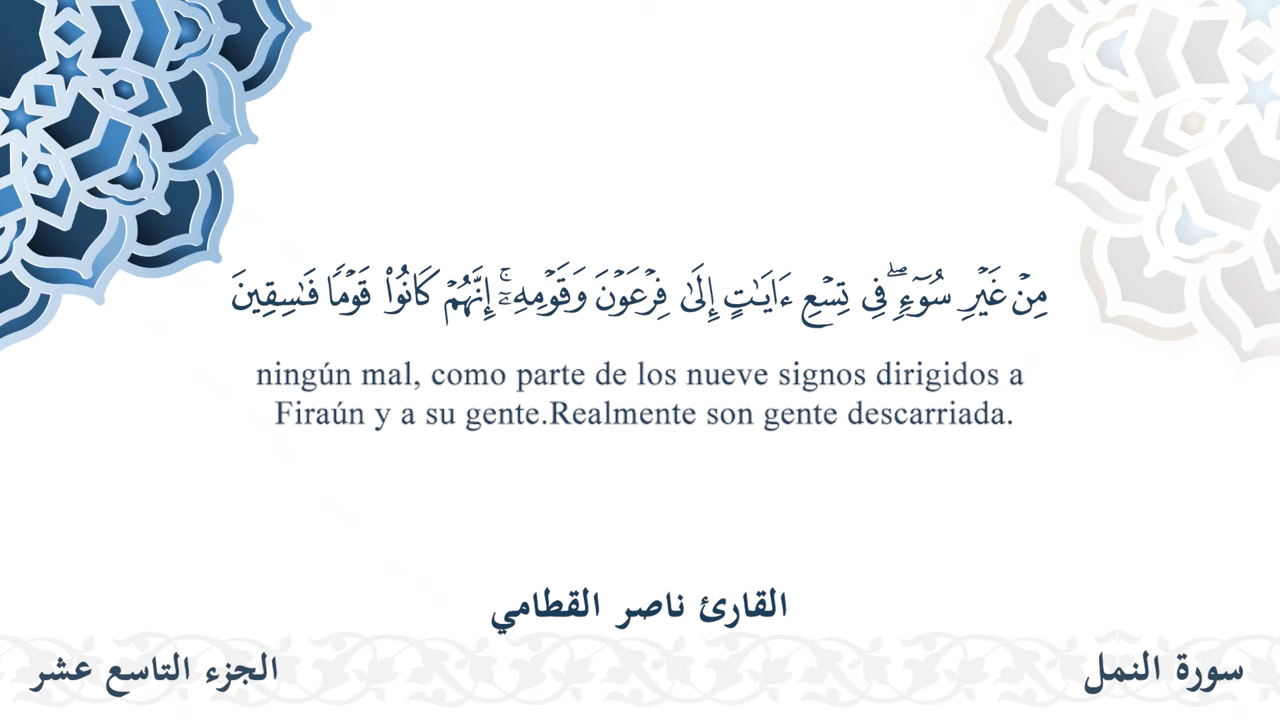 مِنْ غَيْرِ سُوٓءٍۖ فِى تِسْعِ ءَايَـٰتٍ إِلَىٰ فِرْعَوْنَ وَقَوْمِهِۦٓۚ إِنَّهُمْ كَانُوا۟ قَوْمًا فَـٰسِقِينَ
ningún mal, como parte de los nueve signos dirigidos a
Firaún y a su gente.Realmente son gente descarriada.
القارئ ناصر القطامي
سورة النمل
الجزء التاسع عشر